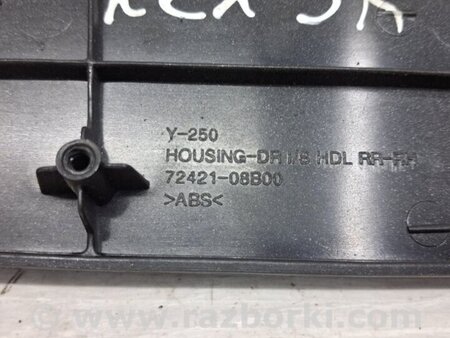 Y-250
HOUSING-DR I/S HDL RR-RH
72421-08B00
>ABS<
www.razborki.com